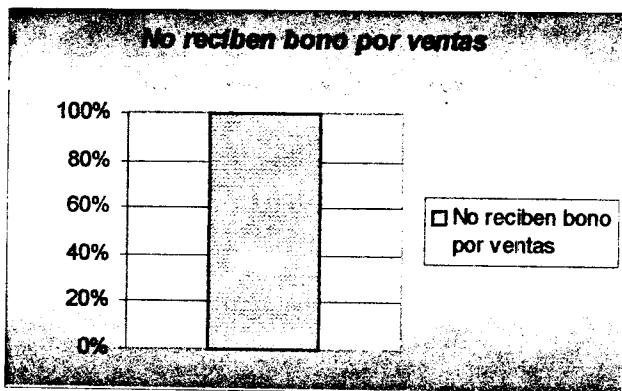 No reciben bono por ventas
100%
80%
60%
40%
20%
0%
No reciben bono
por ventas